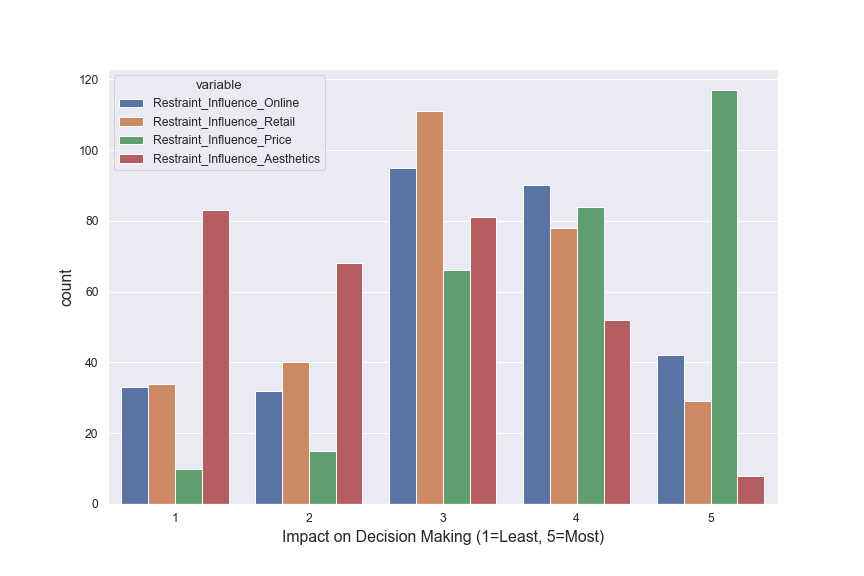 variable
Restraint_Influence_Online
Restraint_Influence_Retail
Restraint_Influence_Price
Restraint_Influence_Aesthetics
120
100
80
60
40
20
0
count
1 2 3 4 5
Impact on Decision Making (1=Least, 5=Most)